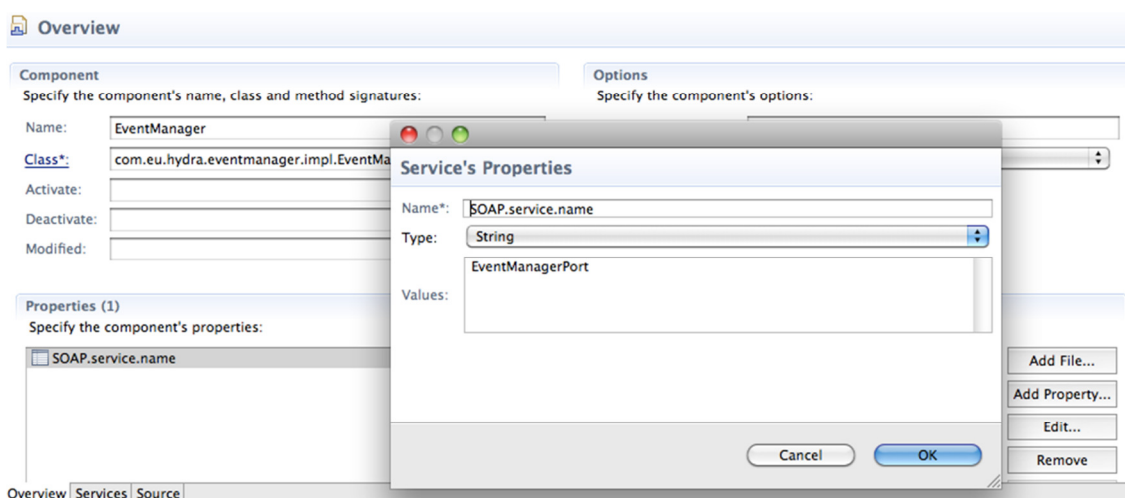 Overview
Component
Specify the component's name, class and method signatures:
Name: EventManager
Class*: com.eu.hydra.eventmanager.impl.EventMa
Activate:
Deactivate:
Modified:
Options
Specify the component's options:
Service's Properties
Name*: SOAP.service.name
Type: String
Values: EventManagerPort
Cancel OK
Properties (1)
Specify the component's properties:
SOAP.service.name
Add File...
Add Property...
Edit...
Remove
Overview Services Source